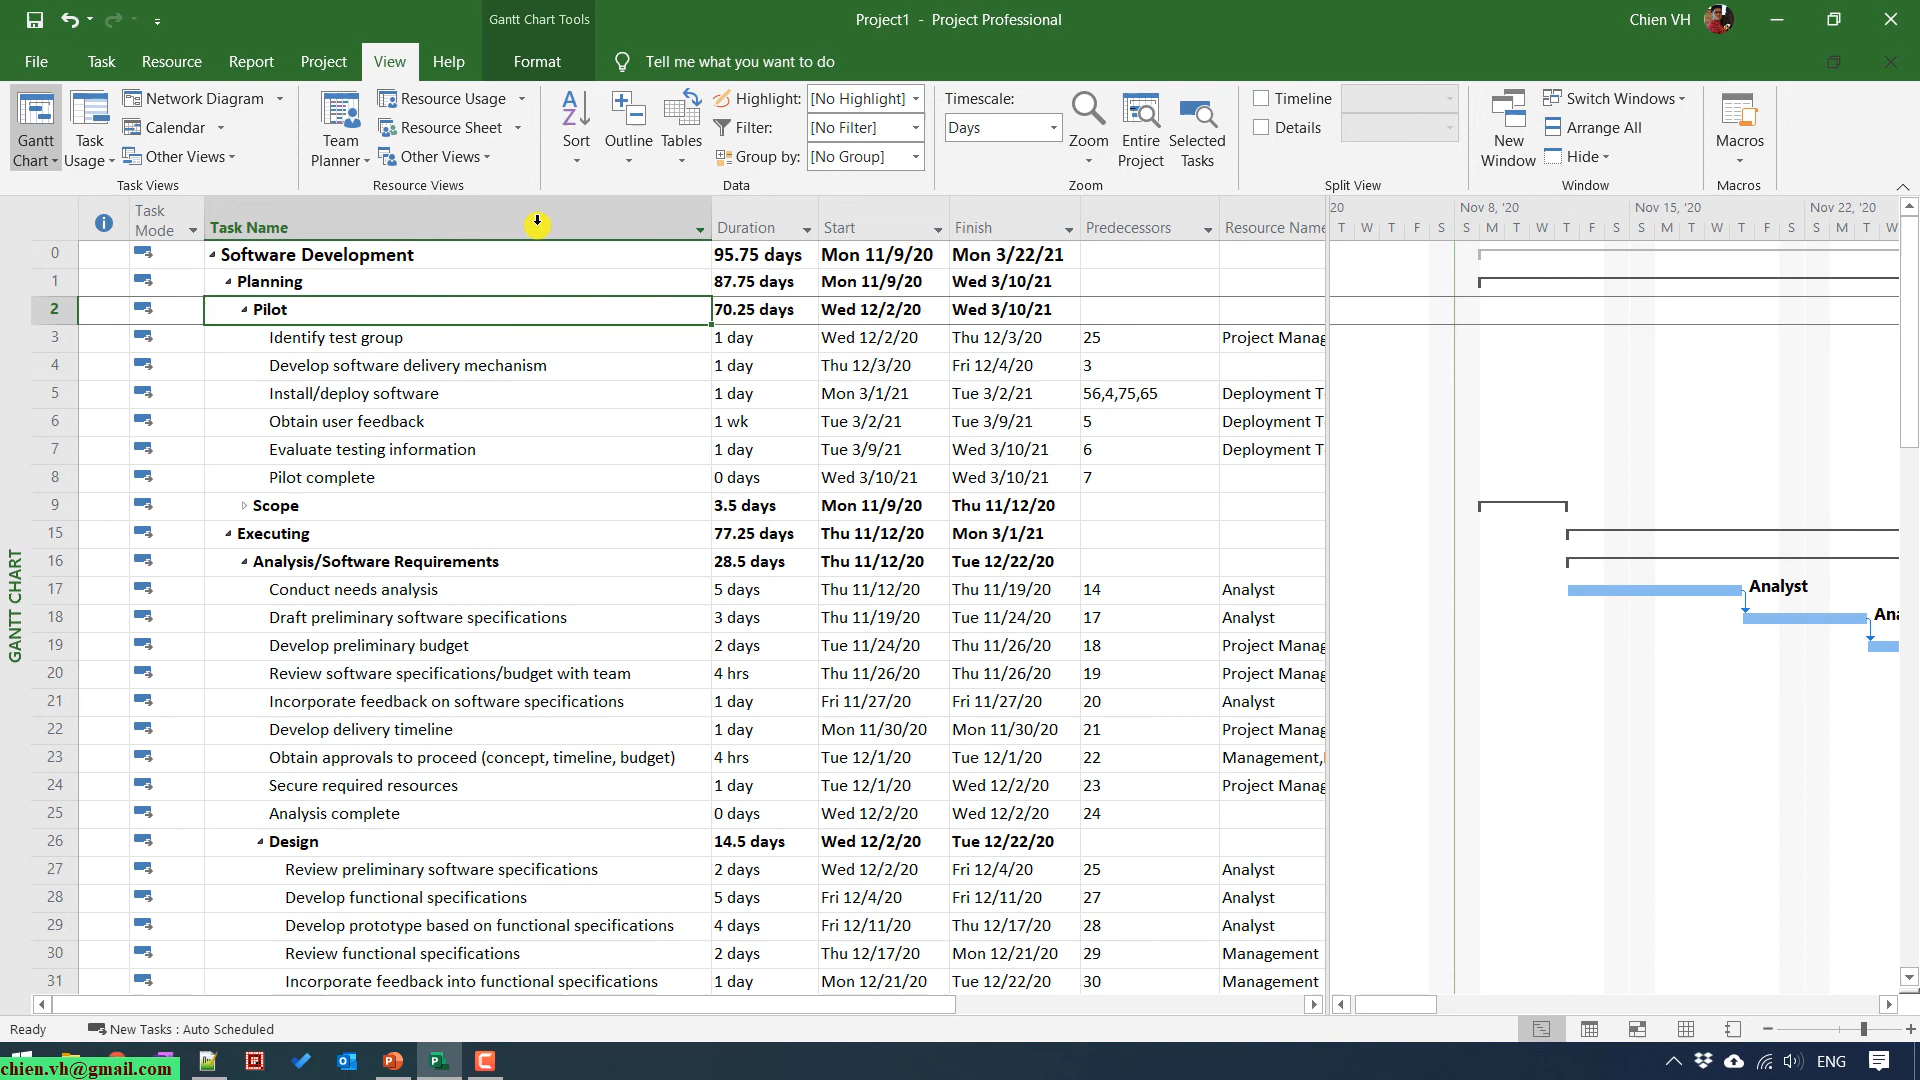 Gantt Chart Tools
Project1 - Project Professional
Chien VH
File Task Resource Report Project View Help Format Tell me what you want to do
Gantt Chart
Task Usage
Network Diagram
Calendar
Other Views
Task Views
Team Planner
Resource Usage
Resource Sheet
Other Views
Resource Views
Sort
Outline
Tables
Highlight: [No Highlight]
Filter: [No Filter]
Group by: [No Group]
Data
Timescale:
Days
Zoom
Entire Project
Selected Tasks
Zoom
Timeline
Details
Split View
New Window
Switch Windows
Arrange All
Hide
Window
Macros
Macros
Task Mode Task Name Duration Start Finish Predecessors Resource Name
20 Nov 8, '20 Nov 15, '20 Nov 22, '20
T W T F S S M T W T F S S M T W T F S S M T W
0 Software Development 95.75 days Mon 11/9/20 Mon 3/22/21
1 Planning 87.75 days Mon 11/9/20 Wed 3/10/21
2 Pilot 70.25 days Wed 12/2/20 Wed 3/10/21
3 Identify test group 1 day Wed 12/2/20 Thu 12/3/20 25 Project Manag
4 Develop software delivery mechanism 1 day Thu 12/3/20 Fri 12/4/20 3
5 Install/deploy software 1 day Mon 3/1/21 Tue 3/2/21 56,4,75,65 Deployment T
6 Obtain user feedback 1 wk Tue 3/2/21 Tue 3/9/21 5 Deployment T
7 Evaluate testing information 1 day Tue 3/9/21 Wed 3/10/21 6 Deployment T
8 Pilot complete 0 days Wed 3/10/21 Wed 3/10/21 7
9 Scope 3.5 days Mon 11/9/20 Thu 11/12/20
15 Executing 77.25 days Thu 11/12/20 Mon 3/1/21
16 Analysis/Software Requirements 28.5 days Thu 11/12/20 Tue 12/22/20
17 Conduct needs analysis 5 days Thu 11/12/20 Thu 11/19/20 14 Analyst Analyst
18 Draft preliminary software specifications 3 days Thu 11/19/20 Tue 11/24/20 17 Analyst Ana
19 Develop preliminary budget 2 days Tue 11/24/20 Thu 11/26/20 18 Project Manag
20 Review software specifications/budget with team 4 hrs Thu 11/26/20 Thu 11/26/20 19 Project Manag
21 Incorporate feedback on software specifications 1 day Fri 11/27/20 Fri 11/27/20 20 Analyst
22 Develop delivery timeline 1 day Mon 11/30/20 Mon 11/30/20 21 Project Manag
23 Obtain approvals to proceed (concept, timeline, budget) 4 hrs Tue 12/1/20 Tue 12/1/20 22 Management,
24 Secure required resources 1 day Tue 12/1/20 Wed 12/2/20 23 Project Manag
25 Analysis complete 0 days Wed 12/2/20 Wed 12/2/20 24
26 Design 14.5 days Wed 12/2/20 Tue 12/22/20
27 Review preliminary software specifications 2 days Wed 12/2/20 Fri 12/4/20 25 Analyst
28 Develop functional specifications 5 days Fri 12/4/20 Fri 12/11/20 27 Analyst
29 Develop prototype based on functional specifications 4 days Fri 12/11/20 Thu 12/17/20 28 Analyst
30 Review functional specifications 2 days Thu 12/17/20 Mon 12/21/20 29 Management
31 Incorporate feedback into functional specifications 1 day Mon 12/21/20 Tue 12/22/20 30 Management
GANTT CHART
Ready New Tasks : Auto Scheduled
chien.vh@gmail.com
ENG